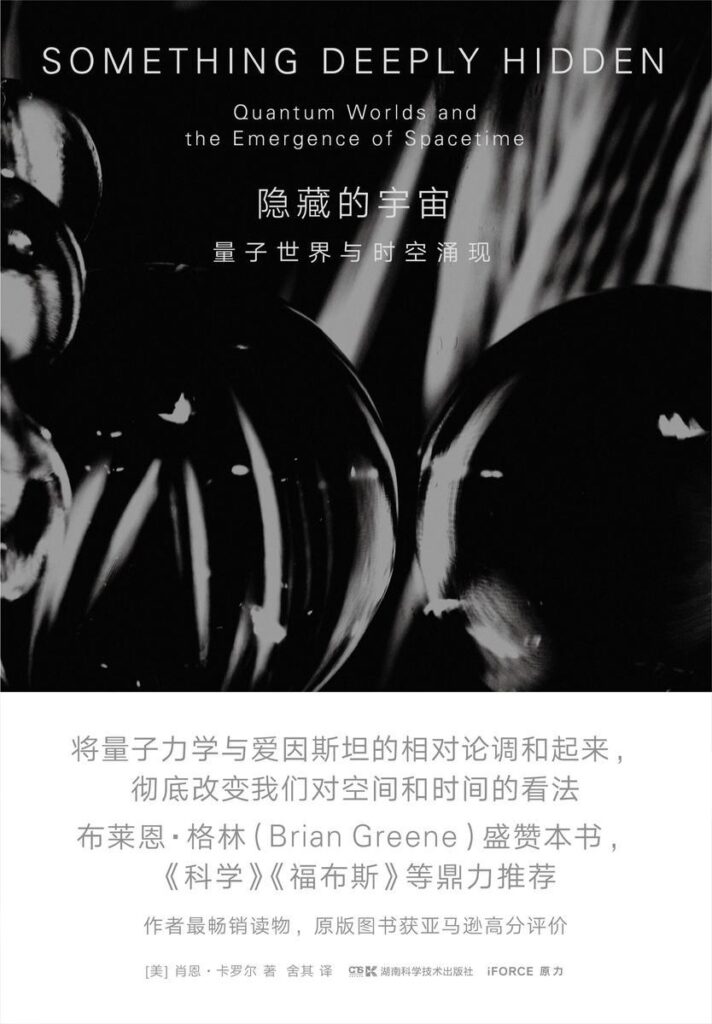 SOMETHING DEEPLY HIDDEN
Quantum Worlds and
the Emergence of Spacetime
隐藏的宇宙
量子世界与时空涌现
将量子力学与爱因斯坦的相对论调和起来，
彻底改变我们对空间和时间的看法
布莱恩·格林（Brian Greene）盛赞本书，
《科学》《福布斯》等鼎力推荐
作者最畅销读物，原版图书获亚马逊高分评价
[美] 肖恩·卡罗尔 著 舍其 译 湖南科学技术出版社 iFORCE 原力